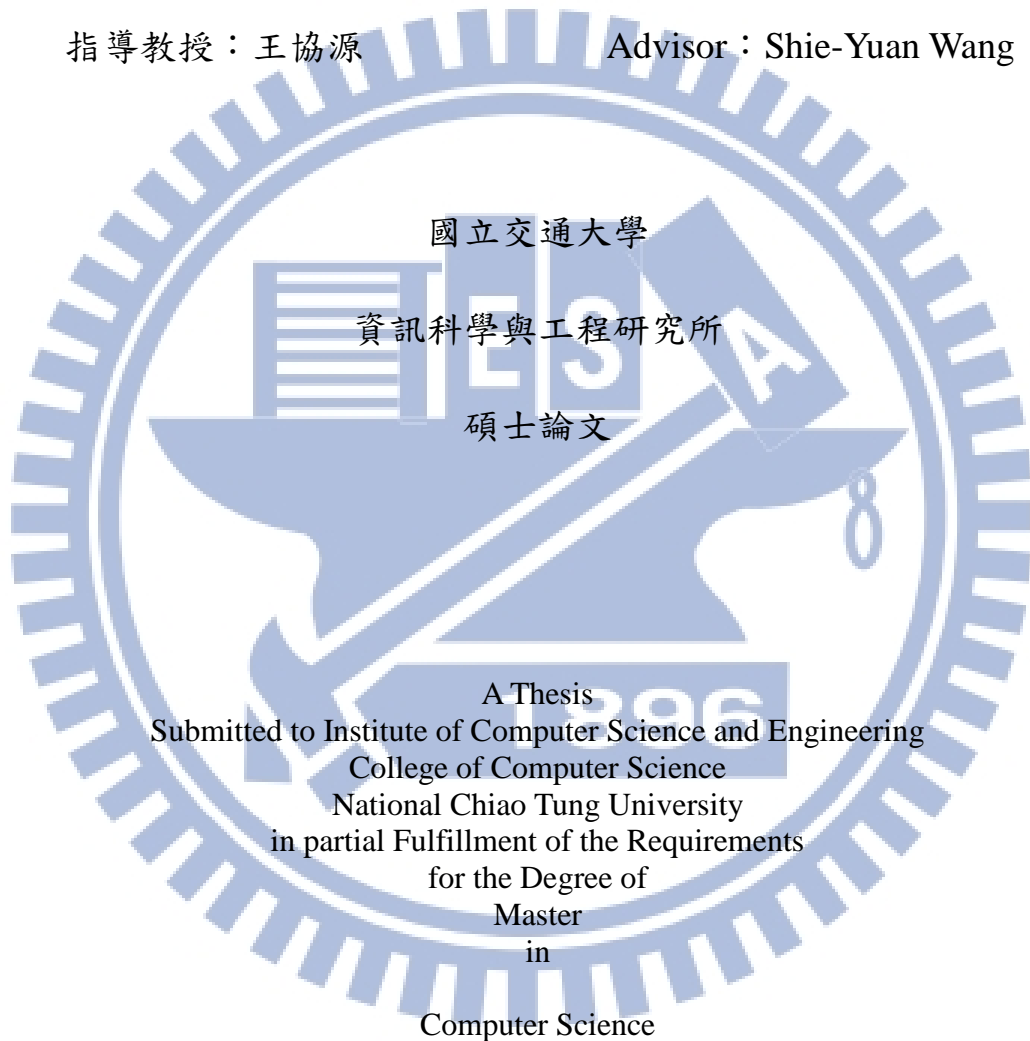 指導教授：王協源 Advisor：Shie-Yuan Wang
國立交通大學
E S A
資訊科學與工程研究所
碩士論文
8
A Thesis
1896
Submitted to Institute of Computer Science and Engineering
College of Computer Science
National Chiao Tung University
in partial Fulfillment of the Requirements
for the Degree of
Master
in
Computer Science